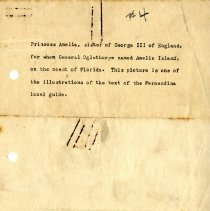 #4
Princess Amelia, sister of George III of England,
for whom General Oglethorpe named Amelia Island,
on the coast of Florida. This picture is one of
the illustrations of the text of the Fernandina
local guide.